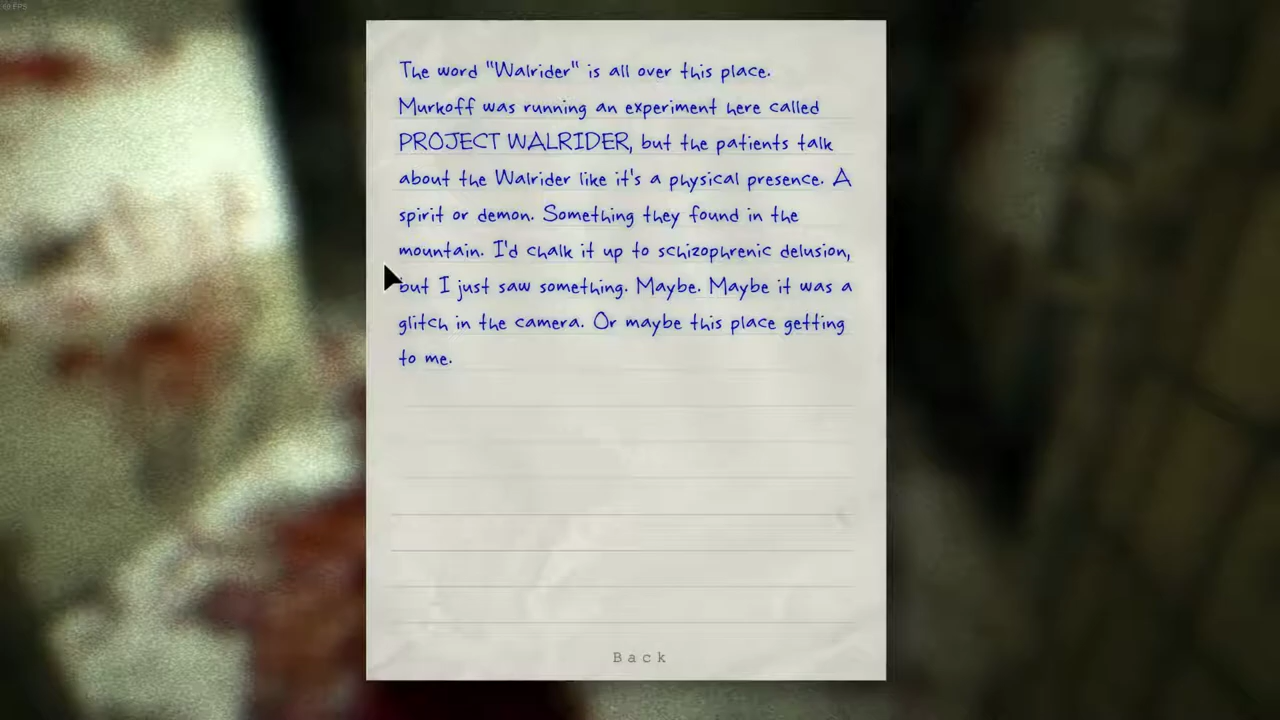 60 FPS
The word "Walrider" is all over this place.
Murkoff was running an experiment here called
PROJECT WALRIDER, but the patients talk
about the Walrider like it's a physical presence. A
spirit or demon. Something they found in the
mountain. I'd chalk it up to schizophrenic delusion,
but I just saw something. Maybe. Maybe it was a
glitch in the camera. Or maybe this place getting
to me.
Back